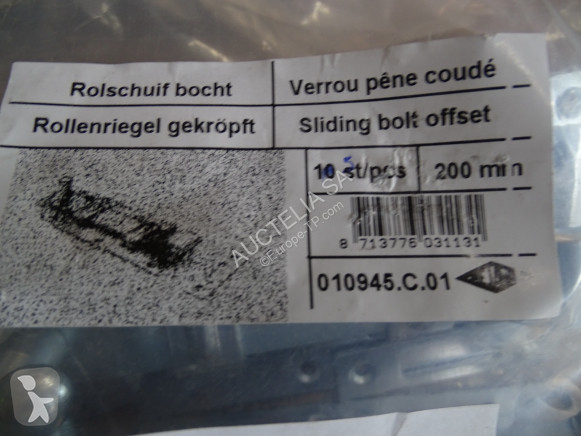 Rolschuif bocht
Verrou pêne coudé
Rollenriegel gekröpft
Sliding bolt offset
10 st/pcs
200 min
8 713776 031131
010945.C.01
AUCTELIA SA
©Europe-TP.com